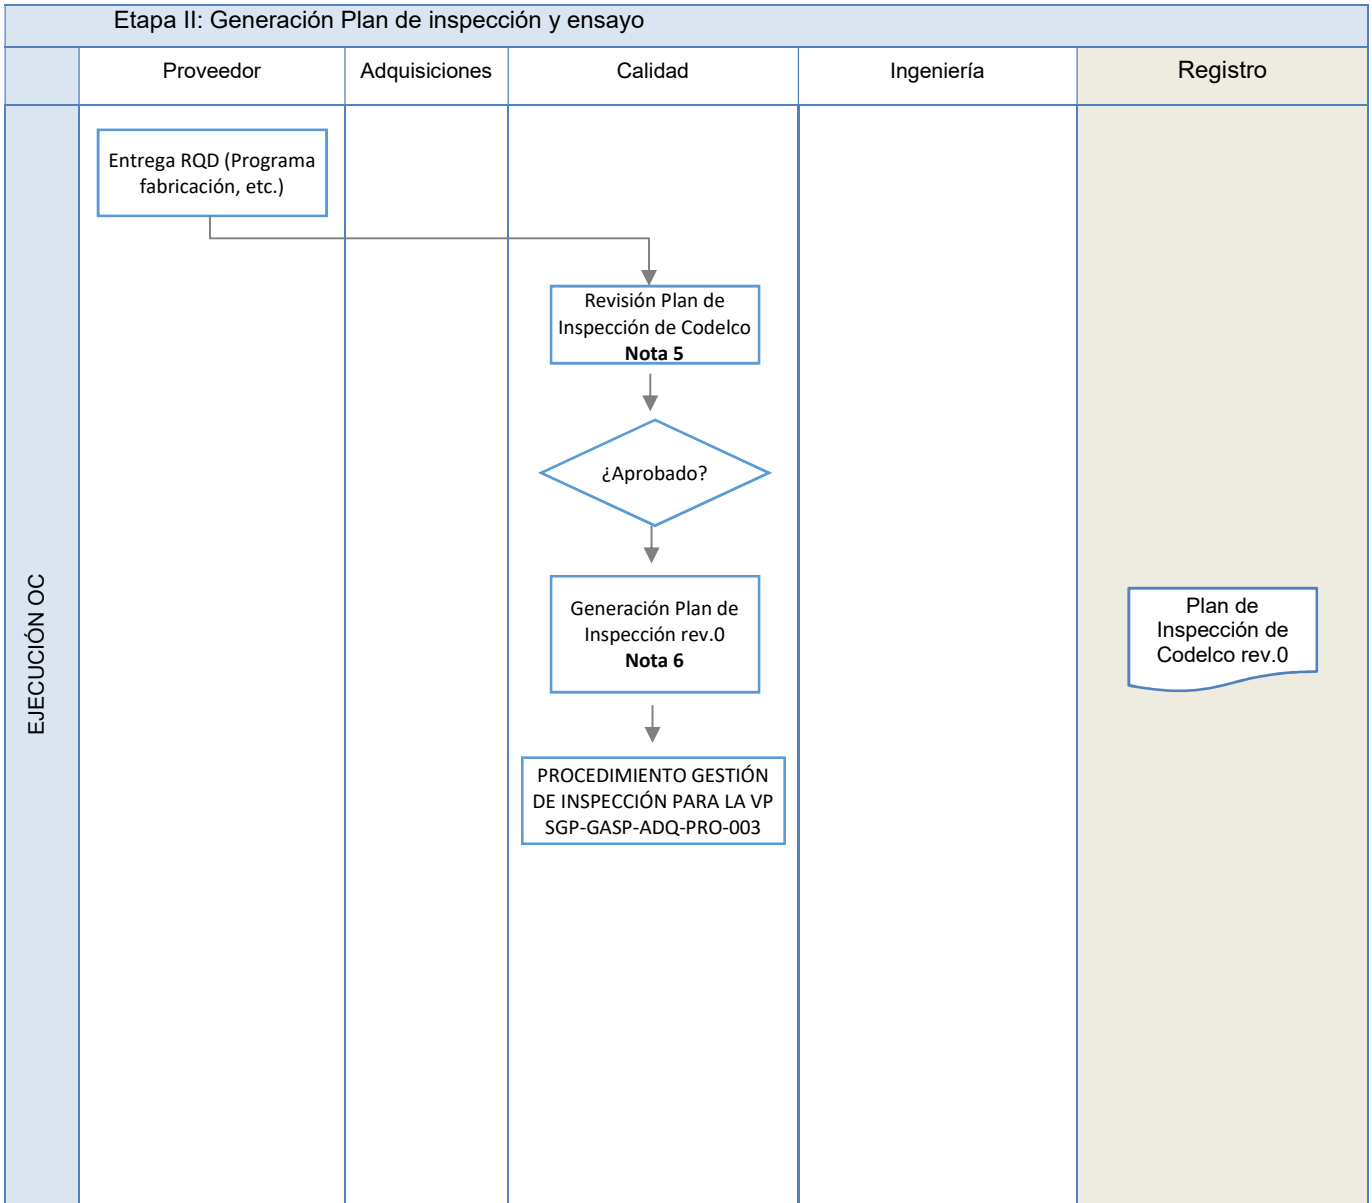 Etapa II: Generación Plan de inspección y ensayo
Proveedor
Adquisiciones
Calidad
Ingeniería
Registro
EJECUCIÓN OC
Entrega RQD (Programa
fabricación, etc.)
Revisión Plan de
Inspección de Codelco
Nota 5
¿Aprobado?
Generación Plan de
Inspección rev.0
Nota 6
Plan de
Inspección de
Codelco rev.0
PROCEDIMIENTO GESTIÓN
DE INSPECCIÓN PARA LA VP
SGP-GASP-ADQ-PRO-003